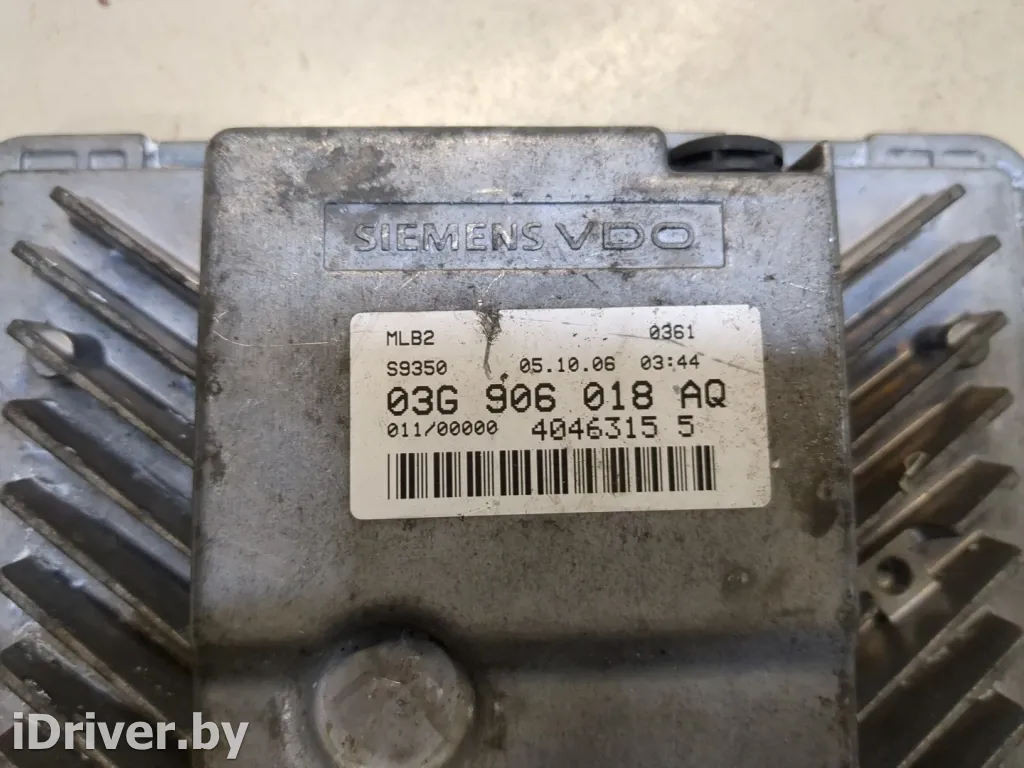 SIEMENS VDO
MLB2 0361
S9350 05.10.06 03:44
03G 906 018 AQ
011/00000 4046315 5
iDriver.by